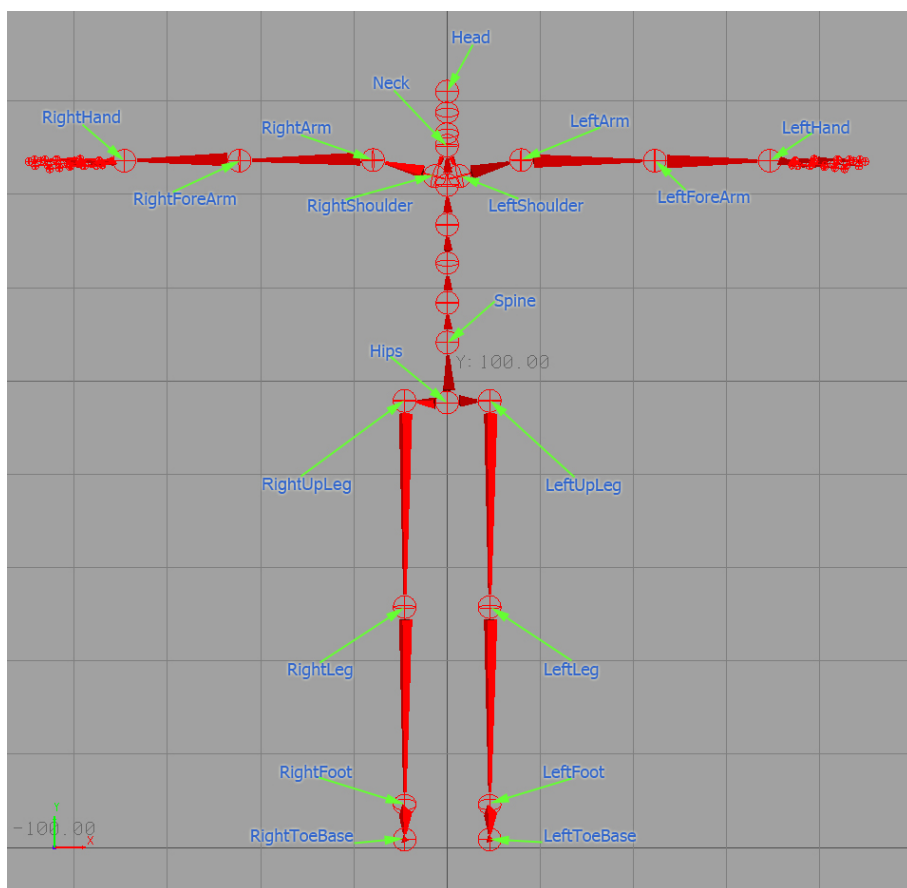 Head
Neck
RightHand
RightArm
LeftArm
LeftHand
RightForeArm
RightShoulder
LeftShoulder
LeftForeArm
Spine
Hips
Y: 100.00
RightUpLeg
LeftUpLeg
RightLeg
LeftLeg
RightFoot
LeftFoot
Y
-100.00
X
RightToeBase
LeftToeBase